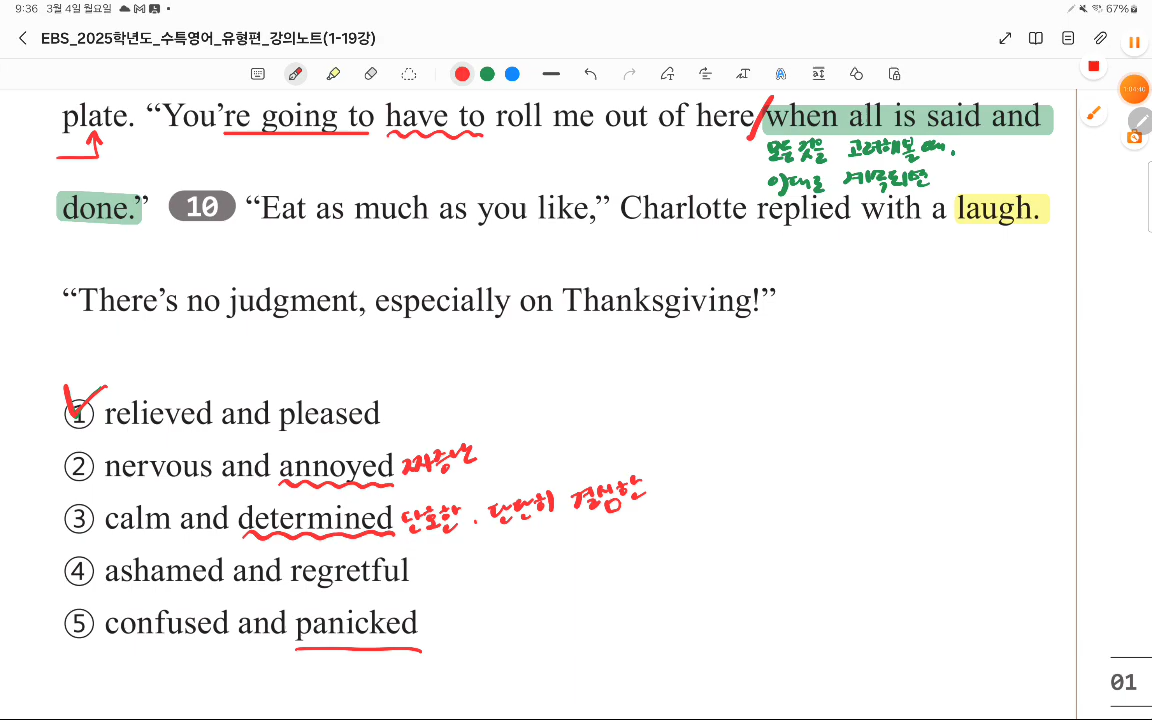 9:36 3월 4일 월요일
67%
EBS_2025학년도_수특영어_유형편_강의노트(1-19강)
1:04:40
plate. “You’re going to have to roll me out of here when all is said and
모든 것을 고려해볼 때,
이대로 계속되면
done.” 10 “Eat as much as you like,” Charlotte replied with a laugh.
“There’s no judgment, especially on Thanksgiving!”
① relieved and pleased
② nervous and annoyed 짜증난
③ calm and determined 단호한. 단단히 결심한
④ ashamed and regretful
⑤ confused and panicked
01